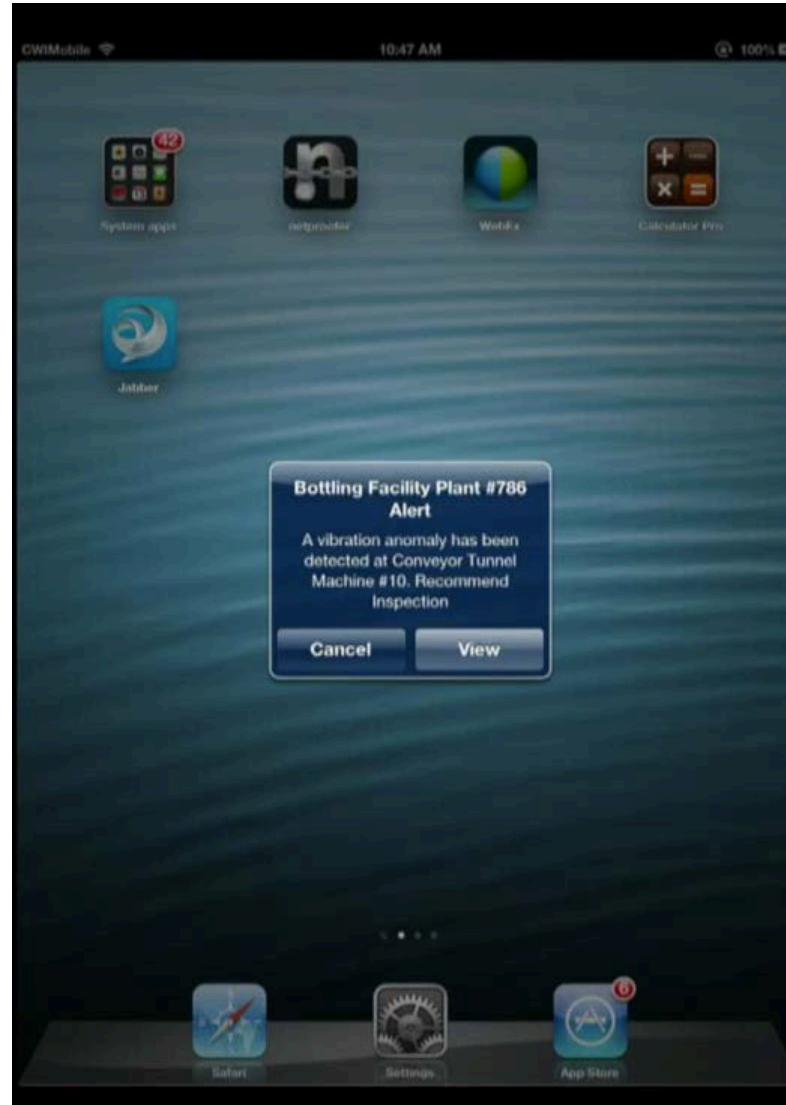 CWIMobile 10:47 AM 100%
42
System apps netproofer WebEx Calculator Pro
Jabber
Bottling Facility Plant #786
Alert
A vibration anomaly has been
detected at Conveyor Tunnel
Machine #10. Recommend
Inspection
Cancel View
6
Safari Settings App Store